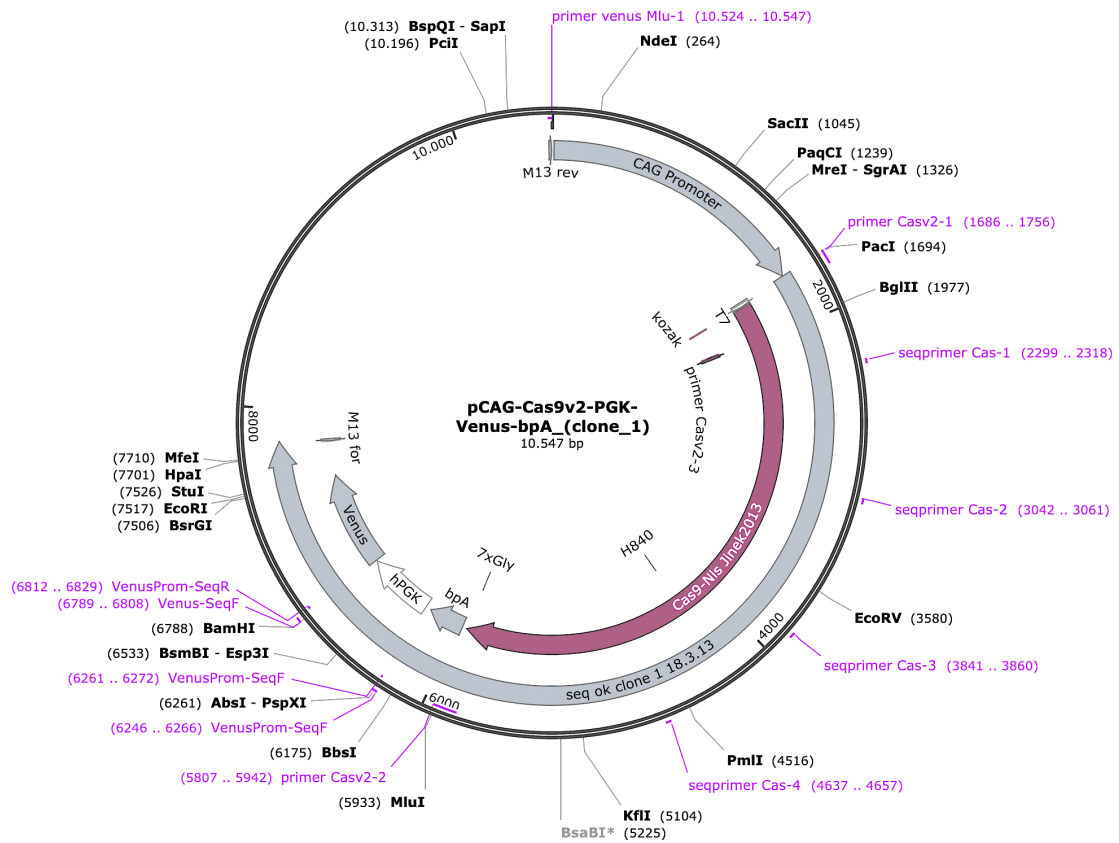 primer venus Mlu-1 (10.524 .. 10.547)
(10.313) BspQI - SapI
(10.196) PciI
NdeI (264)
SacII (1045)
PaqCI (1239)
MreI - SgrAI (1326)
primer Casv2-1 (1686 .. 1756)
PacI (1694)
BglII (1977)
seqprimer Cas-1 (2299 .. 2318)
seqprimer Cas-2 (3042 .. 3061)
EcoRV (3580)
seqprimer Cas-3 (3841 .. 3860)
PmlI (4516)
seqprimer Cas-4 (4637 .. 4657)
KflI (5104)
BsaBI* (5225)
(5933) MluI
(5807 .. 5942) primer Casv2-2
(6175) BbsI
(6246 .. 6266) VenusProm-SeqF
(6261) AbsI - PspXI
(6261 .. 6272) VenusProm-SeqF
(6533) BsmBI - Esp3I
(6788) BamHI
(6789 .. 6808) Venus-SeqF
(6812 .. 6829) VenusProm-SeqR
(7506) BsrGI
(7517) EcoRI
(7526) StuI
(7701) HpaI
(7710) MfeI
2000
4000
6000
8000
10.000
M13 rev
CAG Promoter
T7
kozak
primer Casv2-3
pCAG-Cas9v2-PGK-
Venus-bpA_(clone_1)
10.547 bp
Cas9-Nls Jinek2013
H840
7xGly
bpA
hPGK
Venus
M13 for
seq ok clone 1 18.3.13